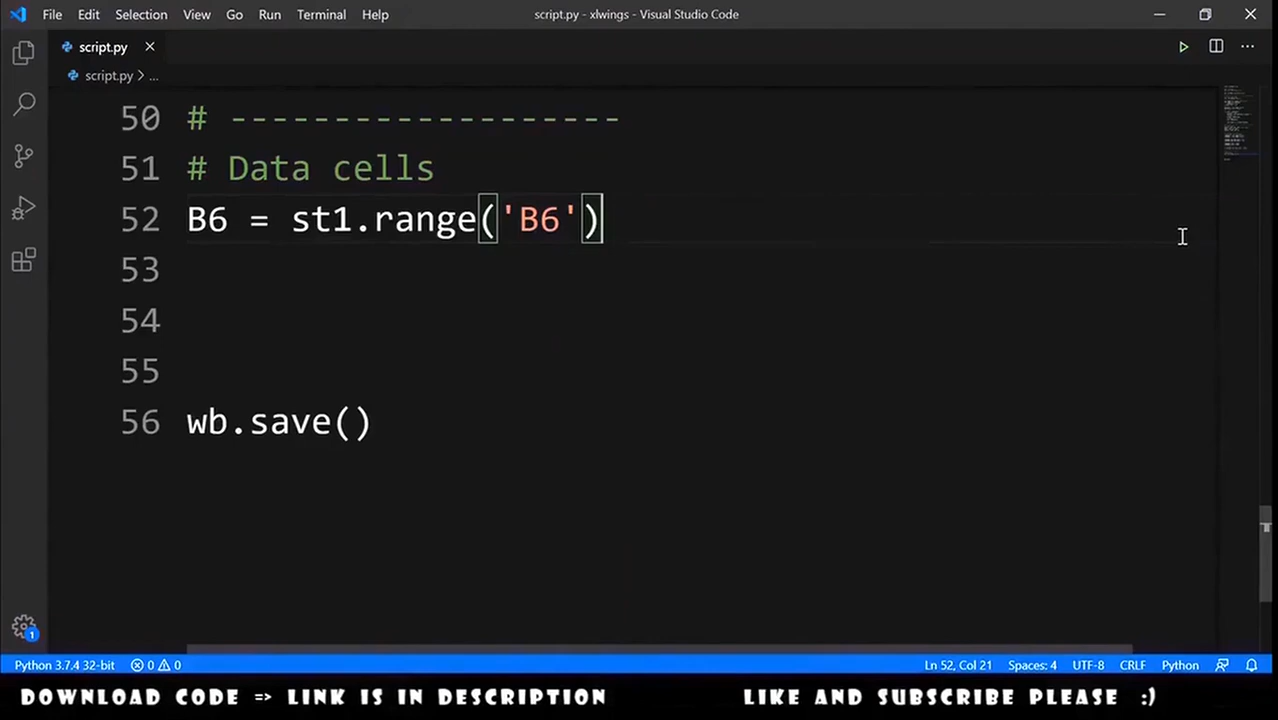 File Edit Selection View Go Run Terminal Help script.py - xlwings - Visual Studio Code
script.py
script.py > ...
50 # -------------------
51 # Data cells
52 B6 = st1.range('B6')
53
54
55
56 wb.save()
1
Python 3.7.4 32-bit 0 0 Ln 52, Col 21 Spaces: 4 UTF-8 CRLF Python
DOWNLOAD CODE => LINK IS IN DESCRIPTION LIKE AND SUBSCRIBE PLEASE :)